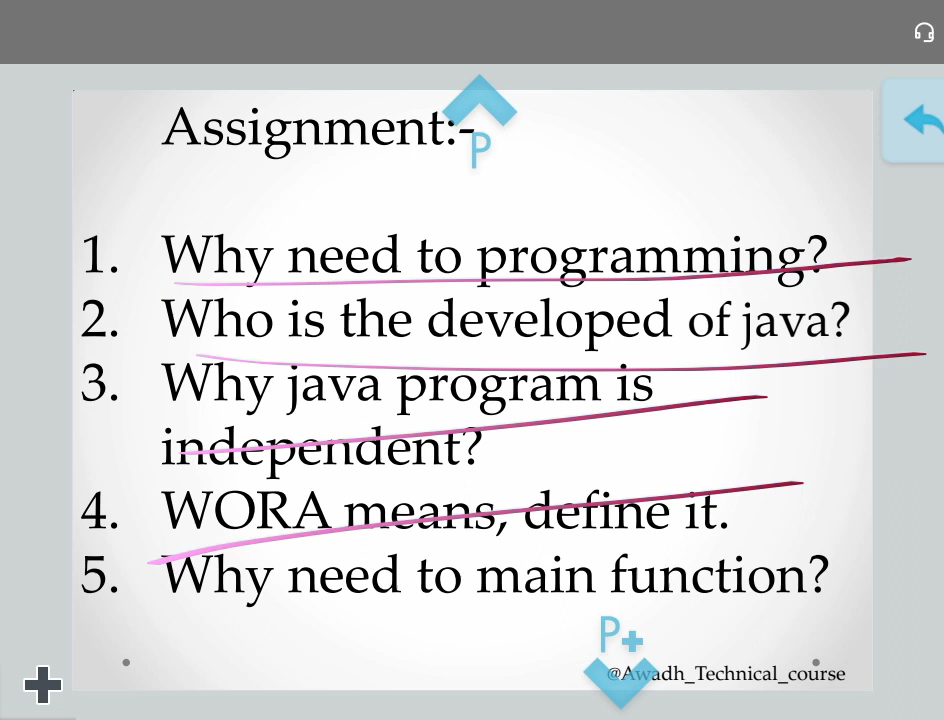 Assignment:-
P
1. Why need to programming?
2. Who is the developed of java?
3. Why java program is
independent?
4. WORA means, define it.
5. Why need to main function?
P+
@Awadh_Technical_course